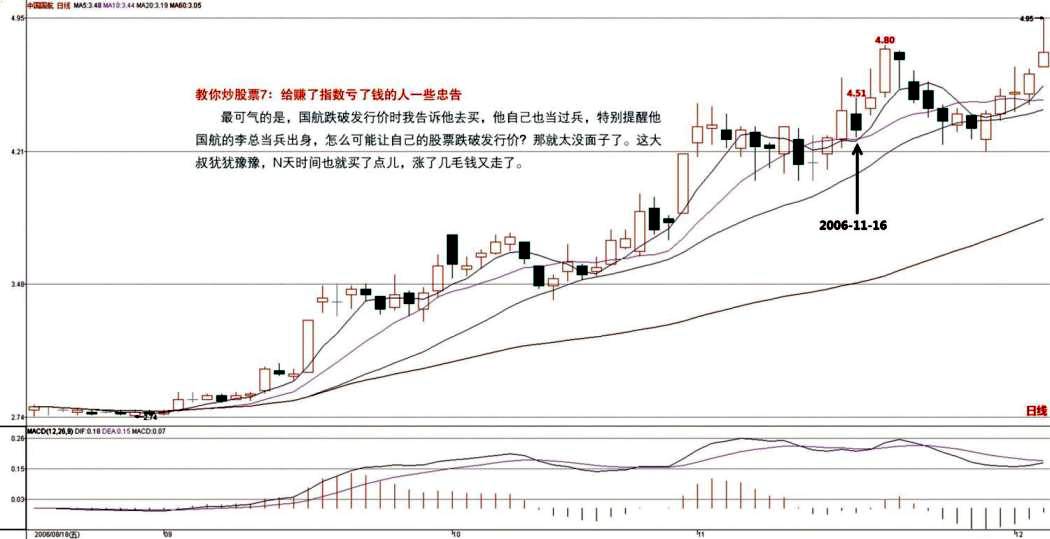 中国国航 日线 MA5:3.48 MA10:3.44 MA20:3.19 MA60:3.05
4.95
4.95
4.80
4.51
教你炒股票7：给赚了指数亏了钱的人一些忠告
最可气的是，国航跌破发行价时我告诉他去买，他自己也当过兵，特别提醒他
国航的李总当兵出身，怎么可能让自己的股票跌破发行价？那就太没面子了。这大
叔犹犹豫豫，N天时间也就买了点儿，涨了几毛钱又走了。
4.21
2006-11-16
3.48
日线
2.74
2.74
MACD(12,26,9) DIF:0.18 DEA:0.15 MACD:0.07
0.26
0.15
0.03
2006/08/18(五) 09 10 11 12